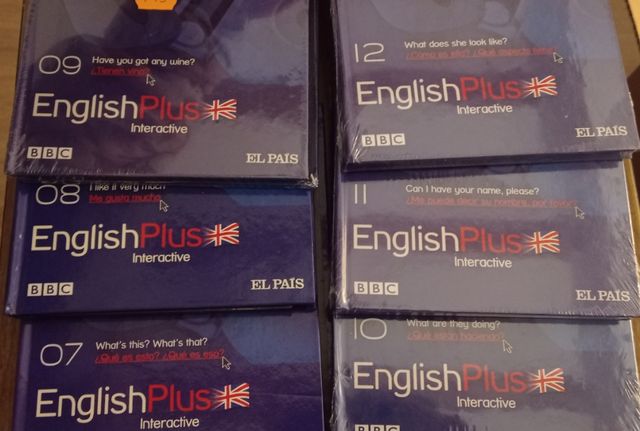 09
Have you got any wine?
¿Tienen vino?
EnglishPlus
Interactive
BBC
EL PAÍS
12
What does she look like?
¿Cómo es ella? ¿Qué aspecto tiene?
EnglishPlus
Interactive
BBC
EL PAÍS
08
I like it very much
Me gusta mucho
EnglishPlus
Interactive
BBC
EL PAÍS
11
Can I have your name, please?
¿Me puede decir su nombre, por favor?
EnglishPlus
Interactive
BBC
EL PAÍS
07
What's this? What's that?
¿Qué es esto? ¿Qué es eso?
EnglishPlus
Interactive
10
What are they doing?
¿Qué están haciendo?
EnglishPlus
Interactive
BBC